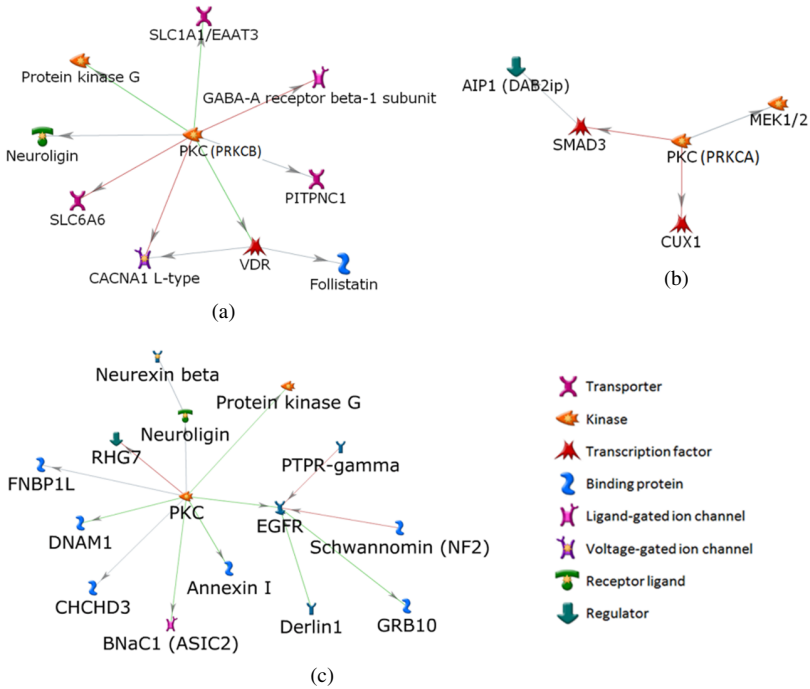 SLC1A1/EAAT3
Protein kinase G
GABA-A receptor beta-1 subunit
Neuroligin
PKC (PRKCB)
PITPNC1
SLC6A6
CACNA1 L-type
VDR
Follistatin
(a)
AIP1 (DAB2ip)
MEK1/2
SMAD3
PKC (PRKCA)
CUX1
(b)
Neurexin beta
Protein kinase G
Neuroligin
RHG7
PTPR-gamma
FNBP1L
PKC
EGFR
DNAM1
Schwannomin (NF2)
Annexin I
CHCHD3
BNaC1 (ASIC2)
Derlin1
GRB10
(c)
Transporter
Kinase
Transcription factor
Binding protein
Ligand-gated ion channel
Voltage-gated ion channel
Receptor ligand
Regulator